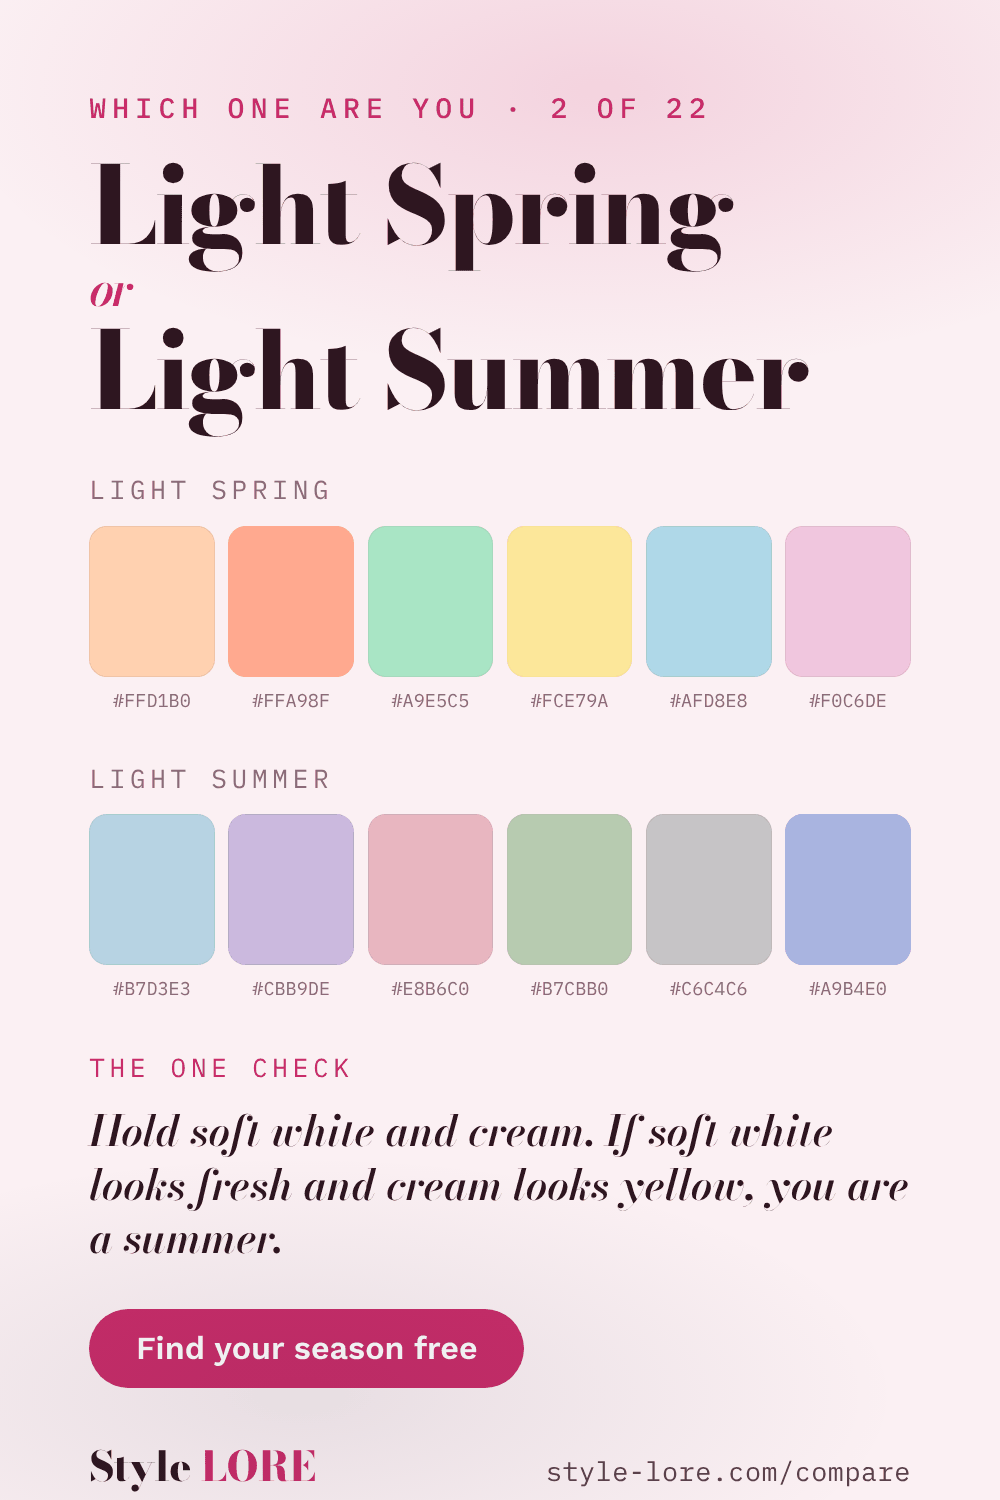 WHICH ONE ARE YOU · 2 OF 22
Light Spring
or
Light Summer
LIGHT SPRING
#FFD1B0 #FFA98F #A9E5C5 #FCE79A #AFD8E8 #F0C6DE
LIGHT SUMMER
#B7D3E3 #CBB9DE #E8B6C0 #B7CBB0 #C6C4C6 #A9B4E0
THE ONE CHECK
Hold soft white and cream. If soft white
looks fresh and cream looks yellow, you are
a summer.
Find your season free
Style LORE
style-lore.com/compare